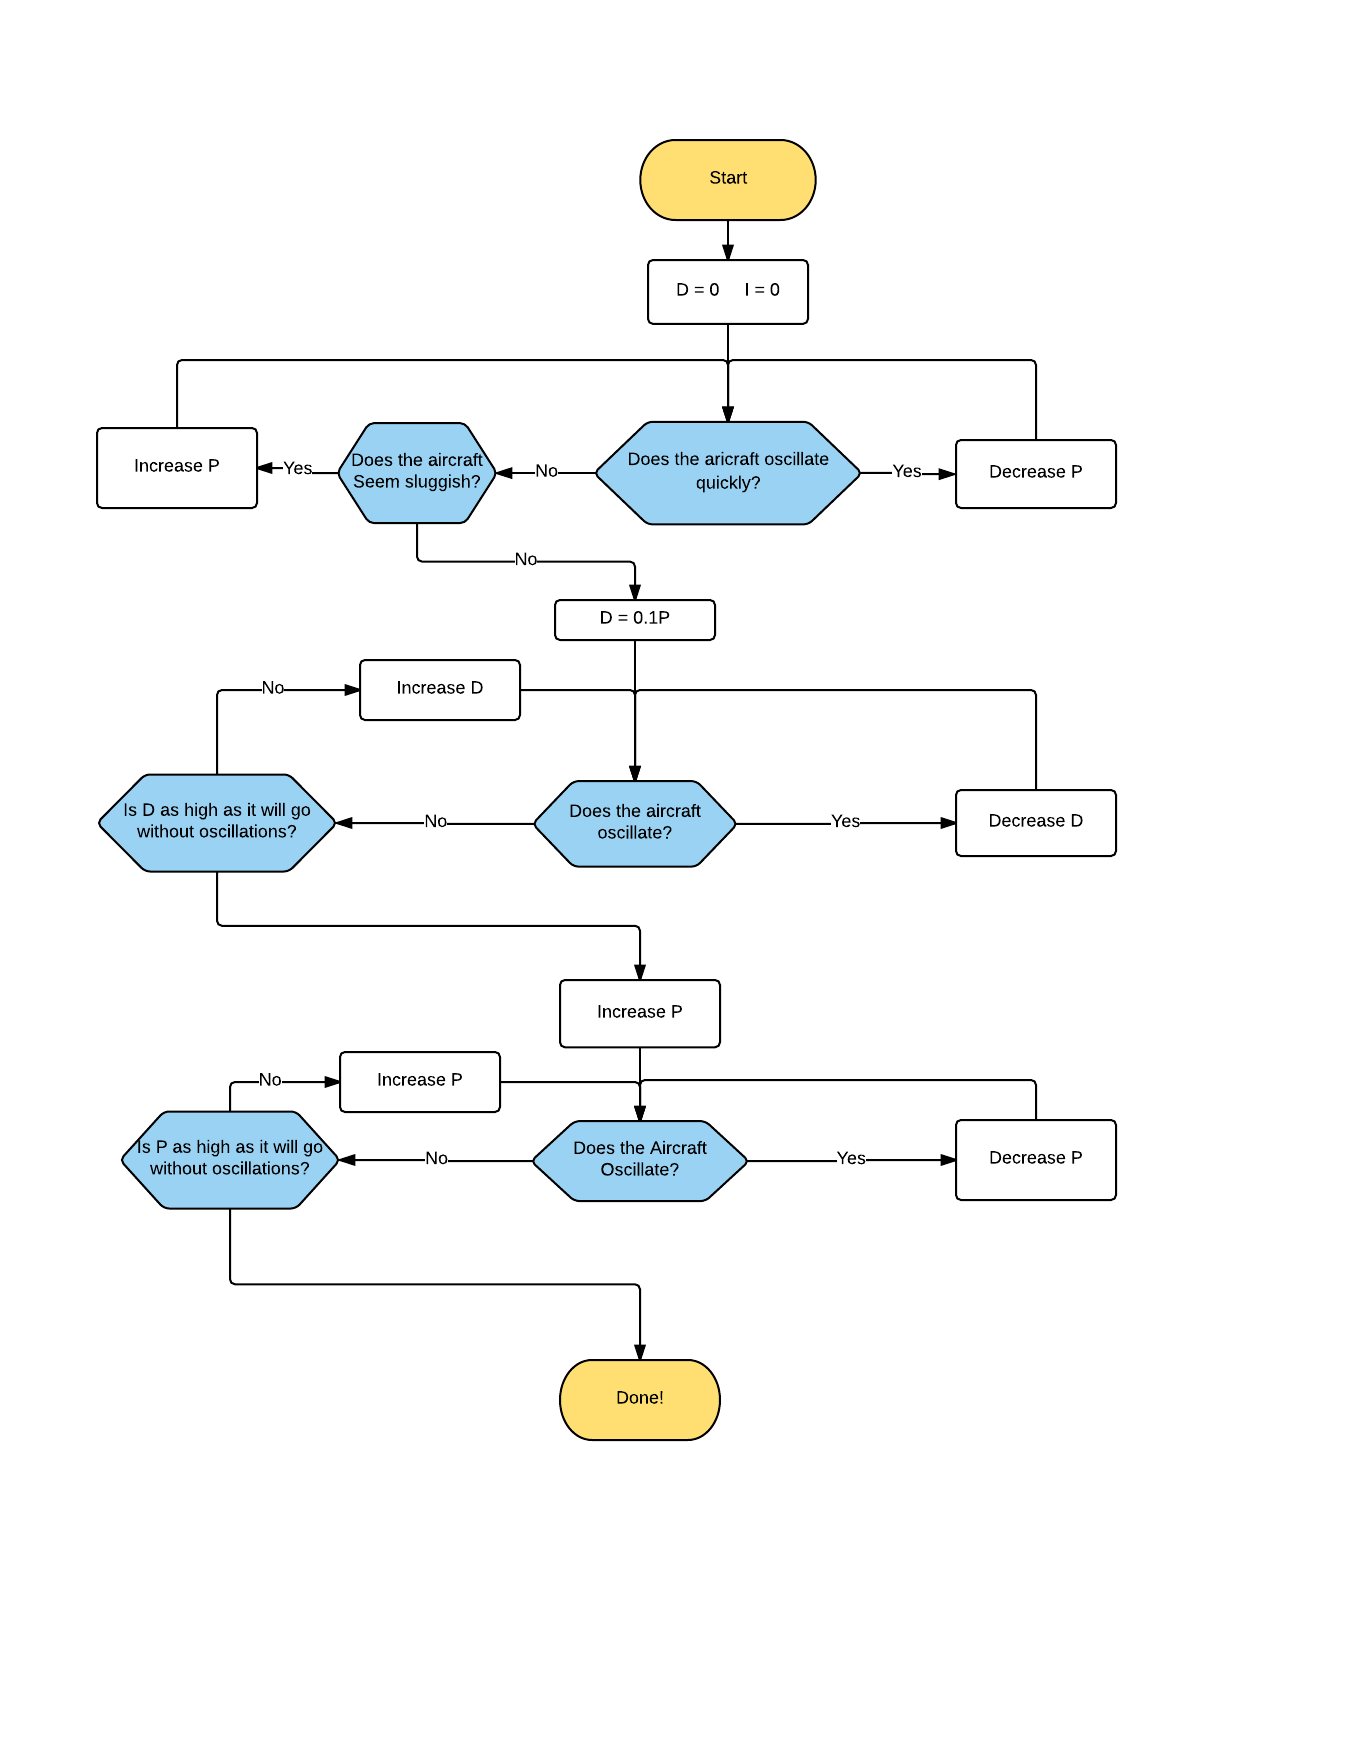 Start
D = 0     I = 0
Increase P
Yes
Does the aircraft
Seem sluggish?
No
Does the aricraft oscillate
quickly?
Yes
Decrease P
No
D = 0.1P
No
Increase D
Is D as high as it will go
without oscillations?
No
Does the aircraft
oscillate?
Yes
Decrease D
Increase P
No
Increase P
Is P as high as it will go
without oscillations?
No
Does the Aircraft
Oscillate?
Yes
Decrease P
Done!